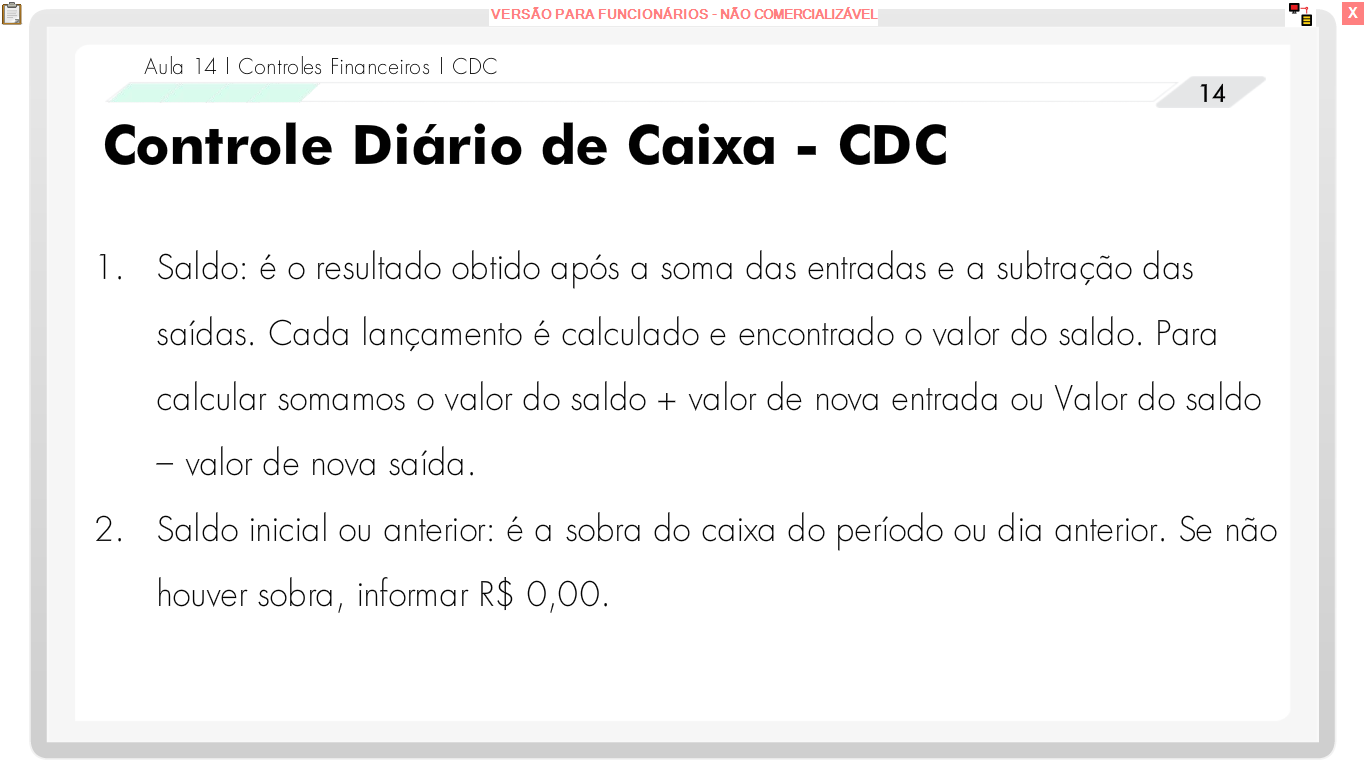 VERSÃO PARA FUNCIONÁRIOS - NÃO COMERCIALIZÁVEL
X
Aula 14 | Controles Financeiros | CDC
14
Controle Diário de Caixa - CDC
1. Saldo: é o resultado obtido após a soma das entradas e a subtração das
saídas. Cada lançamento é calculado e encontrado o valor do saldo. Para
calcular somamos o valor do saldo + valor de nova entrada ou Valor do saldo
– valor de nova saída.
2. Saldo inicial ou anterior: é a sobra do caixa do período ou dia anterior. Se não
houver sobra, informar R$ 0,00.